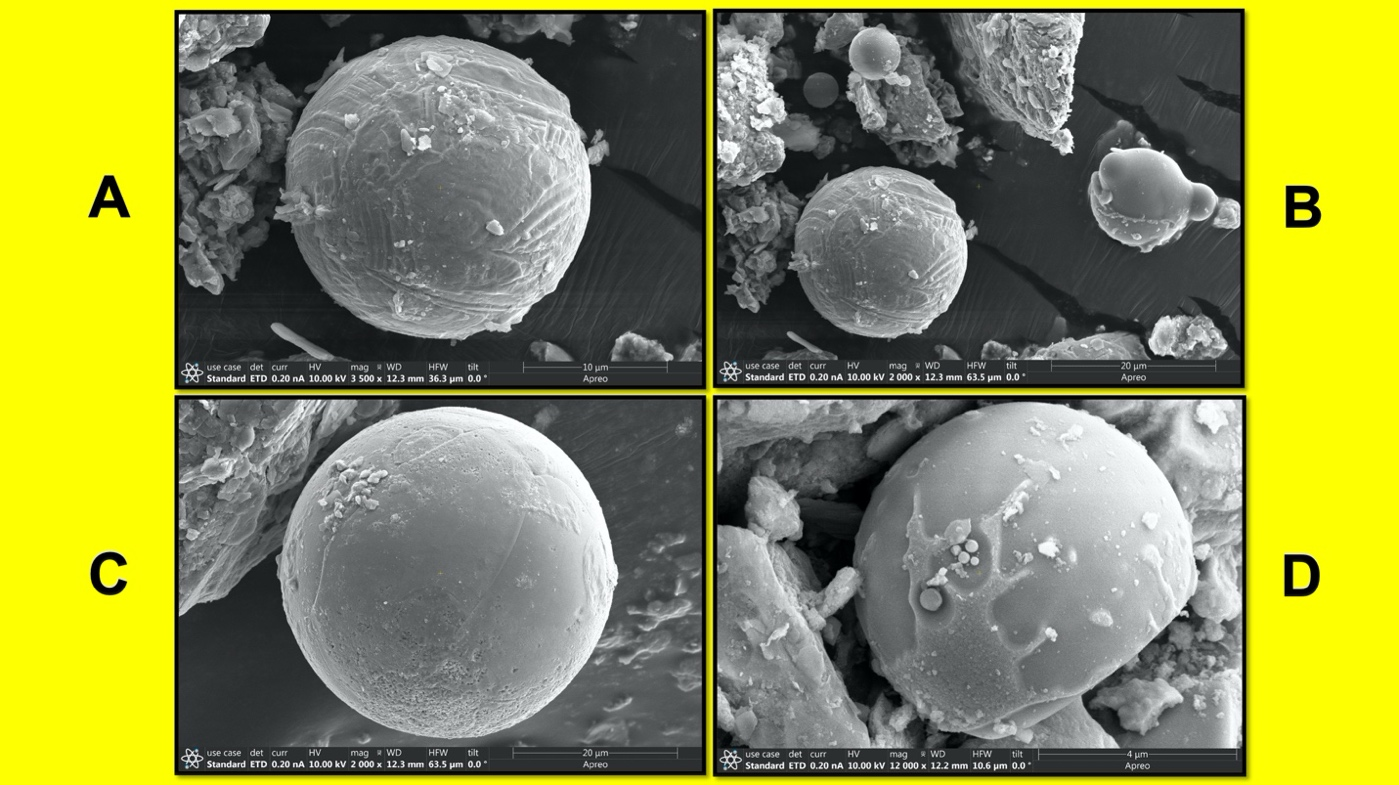 A
use case det curr HV mag WD HFW tilt
Standard ETD 0.20 nA 10.00 kV 3 500 x 12.3 mm 36.3 µm 0.0 °
10 µm
Apreo
B
use case det curr HV mag WD HFW tilt
Standard ETD 0.20 nA 10.00 kV 2 000 x 12.3 mm 63.5 µm 0.0 °
20 µm
Apreo
C
use case det curr HV mag WD HFW tilt
Standard ETD 0.20 nA 10.00 kV 2 000 x 12.3 mm 63.5 µm 0.0 °
20 µm
Apreo
D
use case det curr HV mag WD HFW tilt
Standard ETD 0.20 nA 10.00 kV 12 000 x 12.2 mm 10.6 µm 0.0 °
4 µm
Apreo